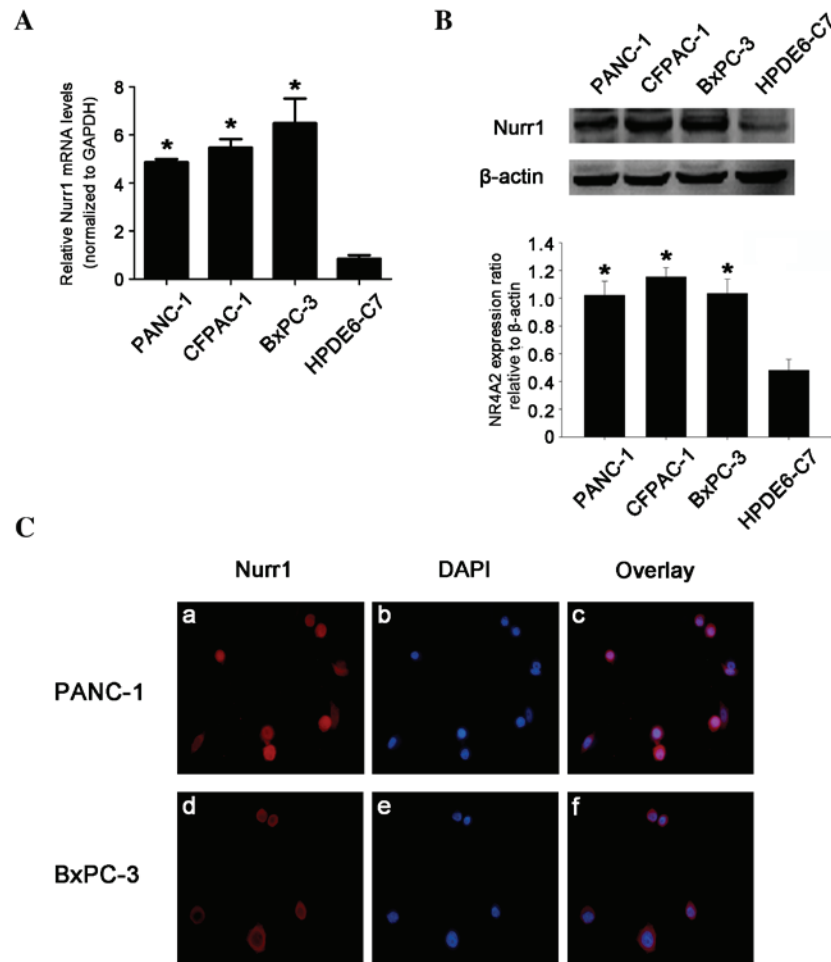 A
Relative Nurr1 mRNA levels
(normalized to GAPDH)
8
6
4
2
0
*
*
*
PANC-1
CFPAC-1
BxPC-3
HPDE6-C7
B
PANC-1
CFPAC-1
BxPC-3
HPDE6-C7
Nurr1
β-actin
NR4A2 expression ratio
relative to β-actin
1.4
1.2
1.0
0.8
0.6
0.4
0.2
0
*
*
*
PANC-1
CFPAC-1
BxPC-3
HPDE6-C7
C
Nurr1
DAPI
Overlay
PANC-1
a
b
c
BxPC-3
d
e
f